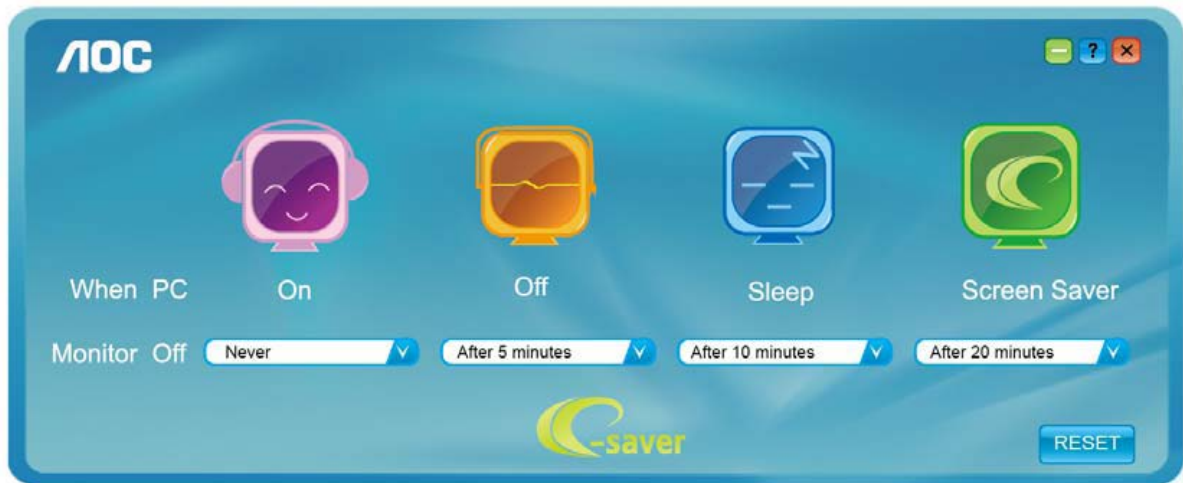 AOC
?
When PC On Off Sleep Screen Saver
Monitor Off Never After 5 minutes After 10 minutes After 20 minutes
e-saver
RESET